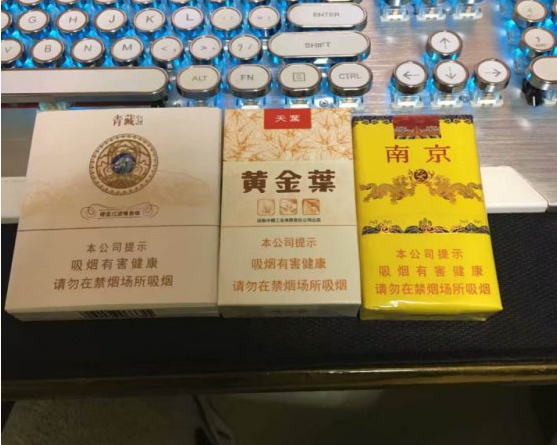 ENTER
G
H
J
K
L
SHIFT
V
B
N
M
ALT
FN
CTRL
青藏
本公司提示
吸烟有害健康
请勿在禁烟场所吸烟
天葉
黄金葉
本公司提示
吸烟有害健康
请勿在禁烟场所吸烟
南京
本公司提示
吸烟有害健康
请勿在禁烟场所吸烟